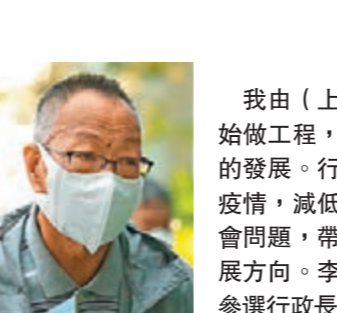 我由（上
始做工程，
的發展。行
疫情，減低
會問題，帶
展方向。李
參選行政長